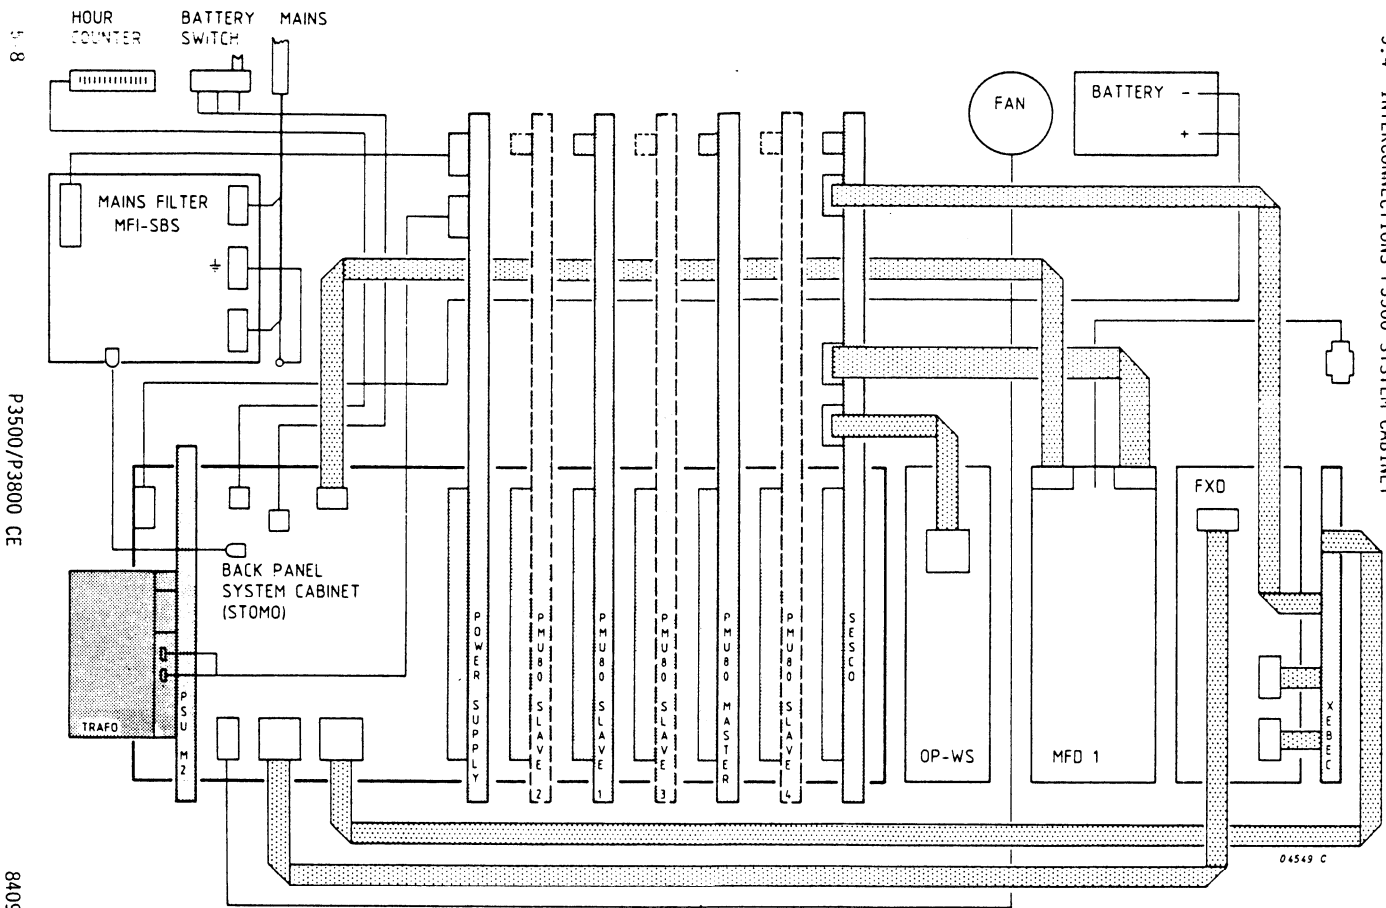 HOUR
COUNTER
BATTERY
SWITCH
MAINS
5-8
FAN
BATTERY
-
+
MAINS FILTER
MFI-SBS
P3500/P3800 CE
BACK PANEL
SYSTEM CABINET
(STOMO)
TRAFO
PSU M2
POWER SUPPLY
PMU80 SLAVE 2
PMU80 SLAVE 1
PMU80 SLAVE 3
PMU80 MASTER
PMU80 SLAVE 4
SESCO
OP-WS
MFD 1
FXD
XEBEC
04549 C
8409